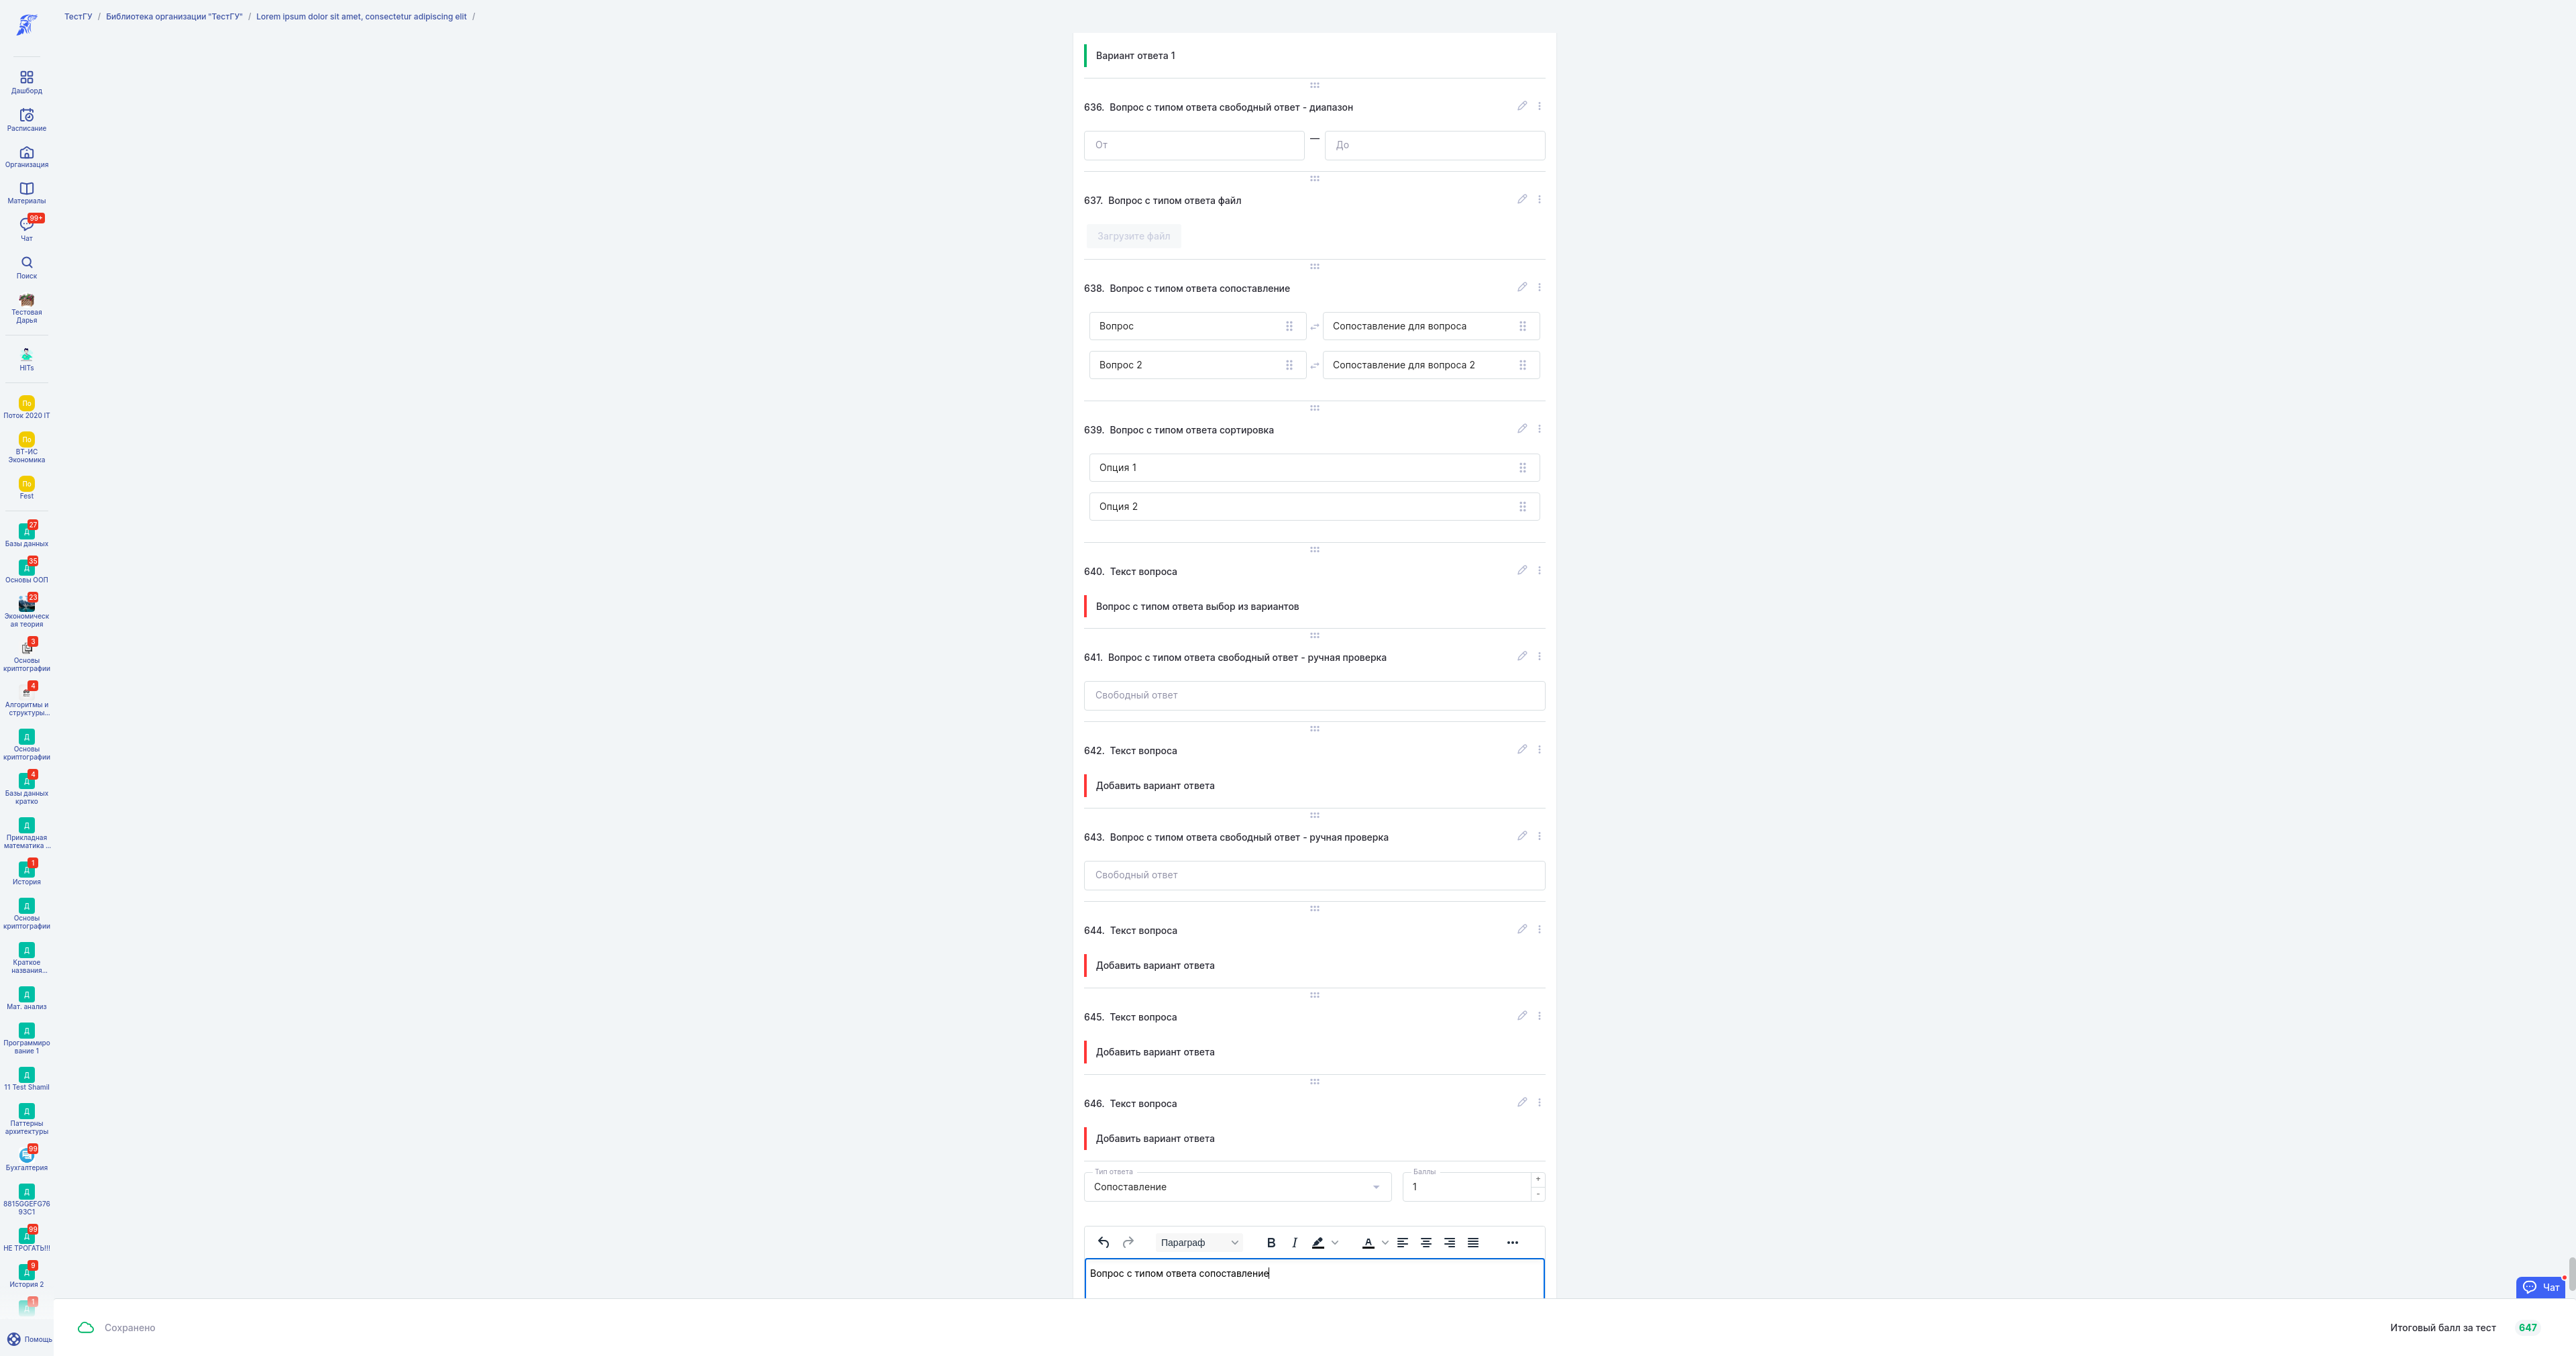 ТестГУ / Библиотека организации "ТестГУ" / Lorem ipsum dolor sit amet, consectetur adipiscing elit /
Дашборд
Расписание
Организация
Материалы
99+
Чат
Поиск
Тестовая
Дарья
HITs
По
Поток 2020 IT
По
ВТ-ИС
Экономика
По
Fest
27
Д
Базы данных
35
Д
Основы ООП
23
Экономическ
ая теория
3
Основы
криптографии
4
Алгоритмы и
структуры...
Д
Основы
криптографии
4
Д
Базы данных
кратко
Д
Прикладная
математика ...
1
Д
История
Д
Основы
криптографии
Д
Краткое
названия...
Д
Мат. анализ
Д
Программиро
вание 1
Д
11 Test Shamil
Д
Паттерны
архитектуры
99
Бухгалтерия
Д
8815GGEFG76
93C1
99
Д
НЕ ТРОГАТЬ!!!
9
Д
История 2
1
Д
Помощь
Вариант ответа 1
636. Вопрос с типом ответа свободный ответ - диапазон
От — До
637. Вопрос с типом ответа файл
Загрузите файл
638. Вопрос с типом ответа сопоставление
Вопрос Сопоставление для вопроса
Вопрос 2 Сопоставление для вопроса 2
639. Вопрос с типом ответа сортировка
Опция 1
Опция 2
640. Текст вопроса
Вопрос с типом ответа выбор из вариантов
641. Вопрос с типом ответа свободный ответ - ручная проверка
Свободный ответ
642. Текст вопроса
Добавить вариант ответа
643. Вопрос с типом ответа свободный ответ - ручная проверка
Свободный ответ
644. Текст вопроса
Добавить вариант ответа
645. Текст вопроса
Добавить вариант ответа
646. Текст вопроса
Добавить вариант ответа
Тип ответа Баллы
Сопоставление 1 + -
Параграф B I A ...
Вопрос с типом ответа сопоставление
Чат
Сохранено Итоговый балл за тест 647